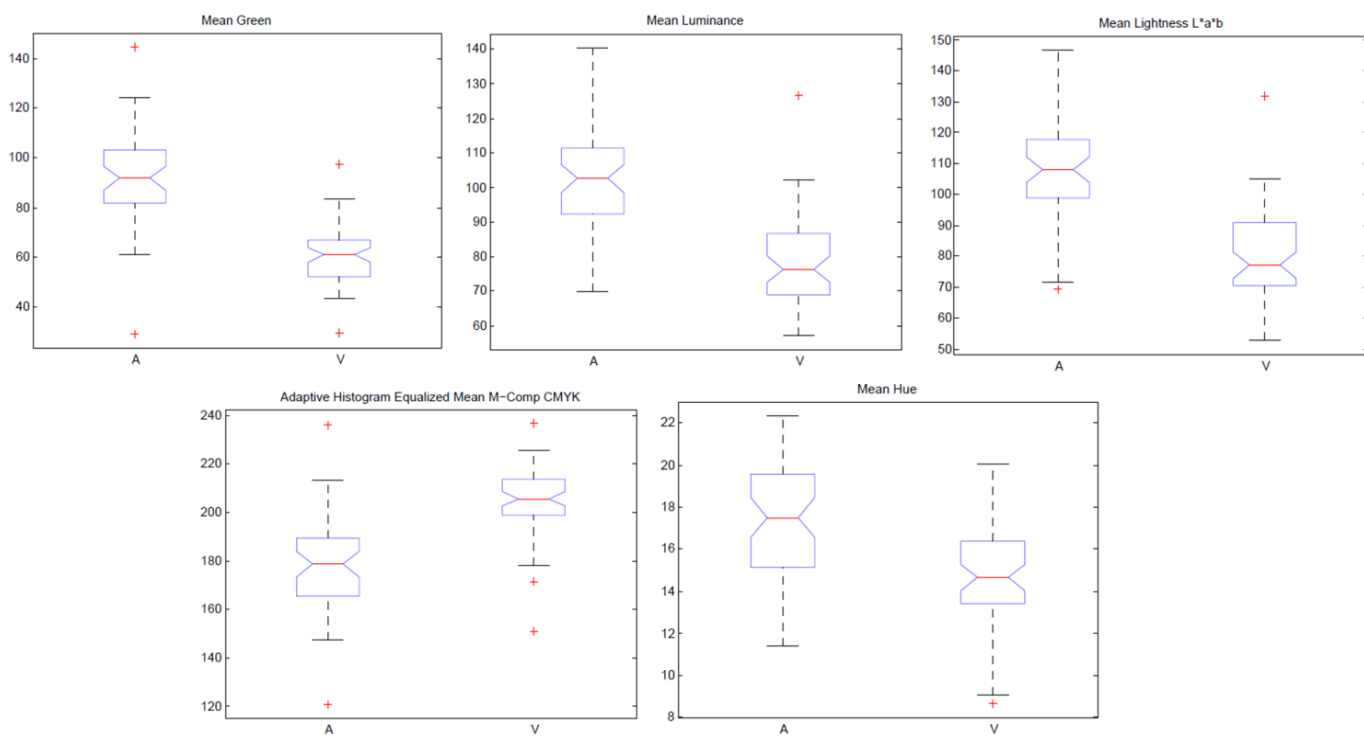 Mean Green
140
120
100
80
60
40
A
V
Mean Luminance
140
130
120
110
100
90
80
70
60
A
V
Mean Lightness L*a*b
150
140
130
120
110
100
90
80
70
60
50
A
V
Adaptive Histogram Equalized Mean M−Comp CMYK
240
220
200
180
160
140
120
A
V
Mean Hue
22
20
18
16
14
12
10
8
A
V